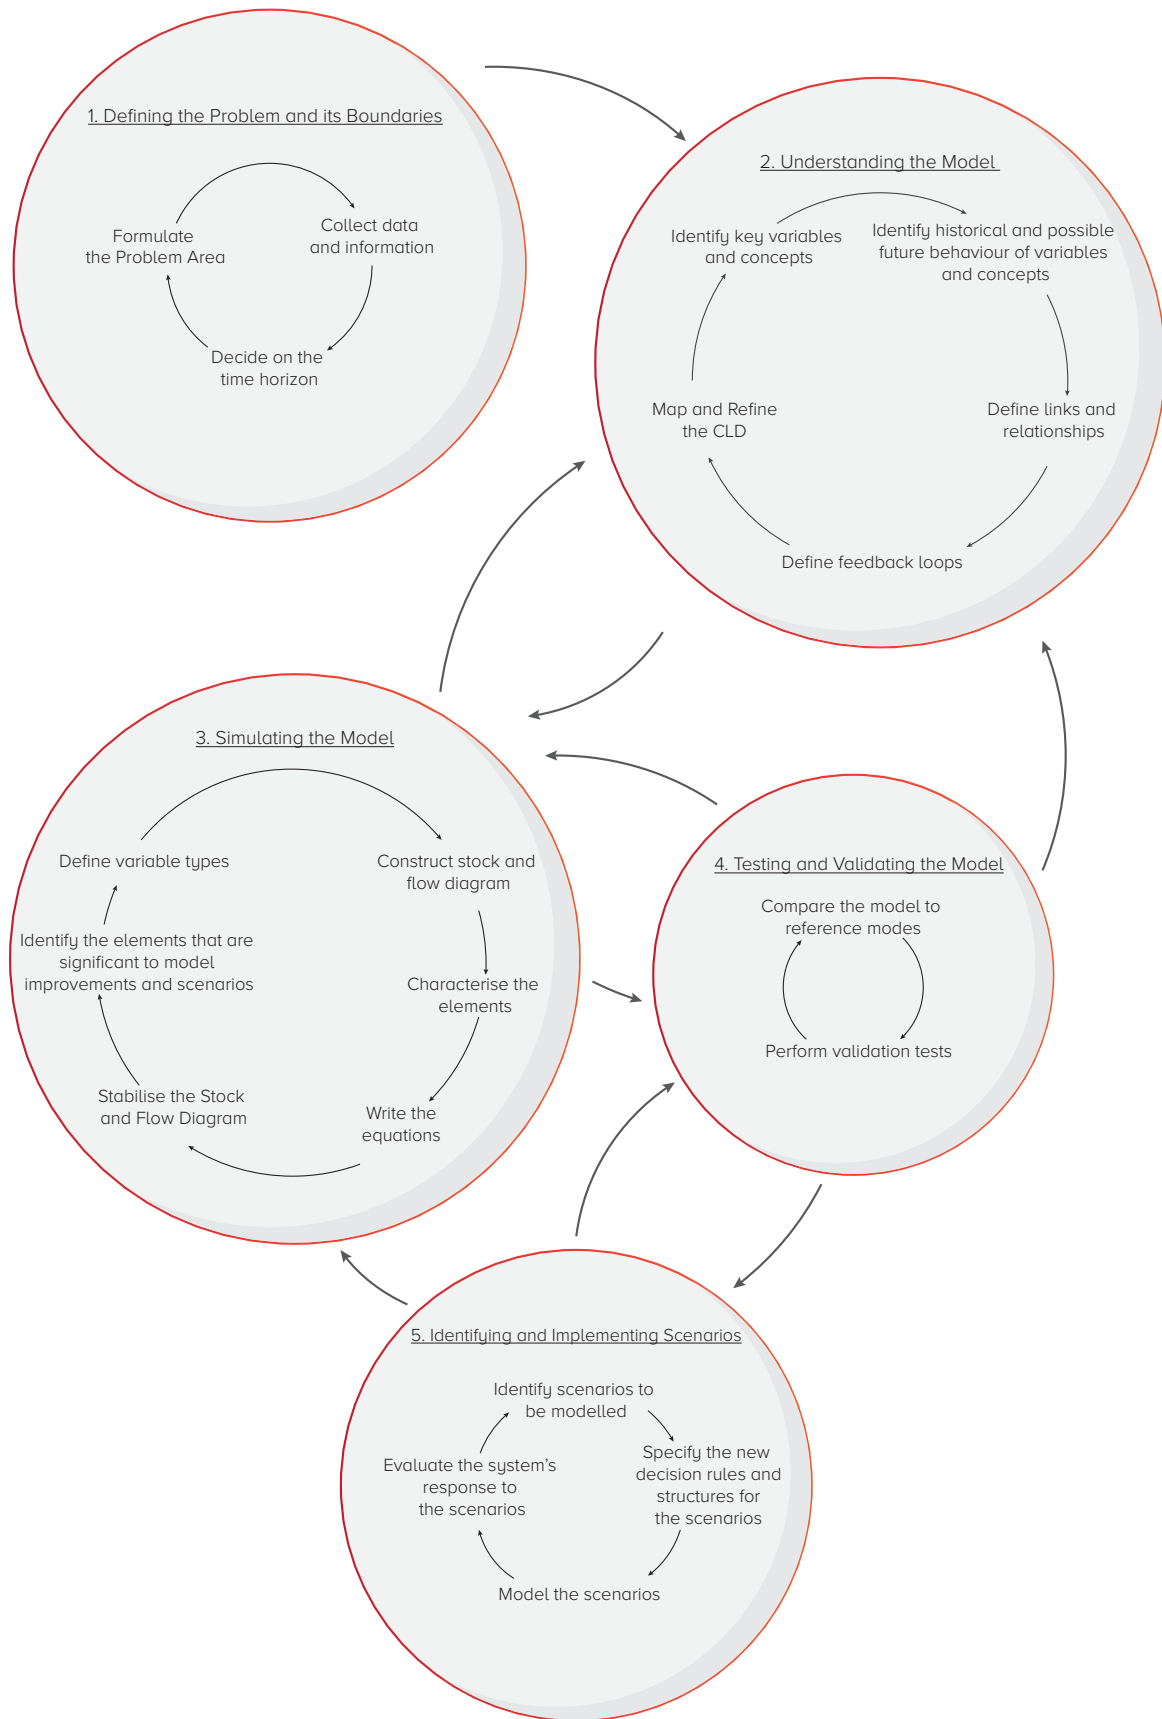 1. Defining the Problem and its Boundaries
Formulate
the Problem Area
Collect data
and information
Decide on the
time horizon
2. Understanding the Model
Identify key variables
and concepts
Identify historical and possible
future behaviour of variables
and concepts
Define links and
relationships
Define feedback loops
Map and Refine
the CLD
3. Simulating the Model
Define variable types
Construct stock and
flow diagram
Characterise the
elements
Write the
equations
Stabilise the Stock
and Flow Diagram
Identify the elements that are
significant to model
improvements and scenarios
4. Testing and Validating the Model
Compare the model to
reference modes
Perform validation tests
5. Identifying and Implementing Scenarios
Identify scenarios to
be modelled
Specify the new
decision rules and
structures for
the scenarios
Model the scenarios
Evaluate the system's
response to
the scenarios